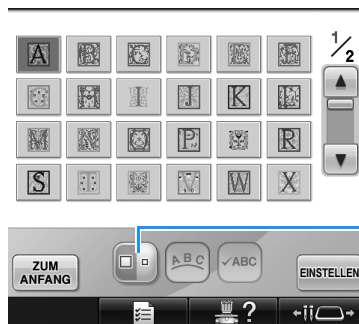 1/2
A B C F M B
G H I J K L
M N O P Q R
S T U V W X
ABC ✓ABC
ZUM ANFANG
EINSTELLEN
?